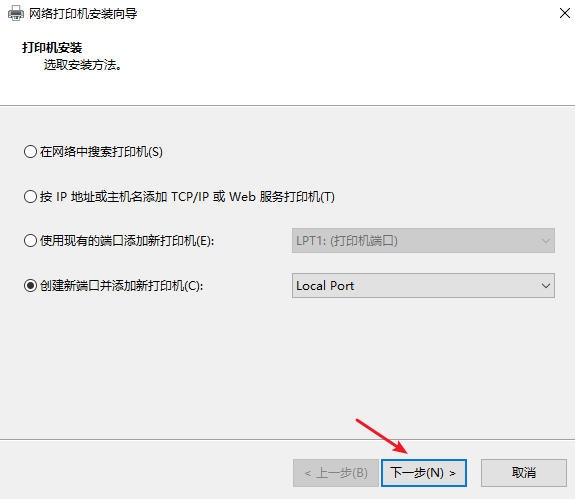 网络打印机安装向导
打印机安装
选取安装方法。
在网络中搜索打印机(S)
按 IP 地址或主机名添加 TCP/IP 或 Web 服务打印机(T)
使用现有的端口添加新打印机(E): LPT1: (打印机端口)
创建新端口并添加新打印机(C): Local Port
< 上一步(B) 下一步(N) > 取消